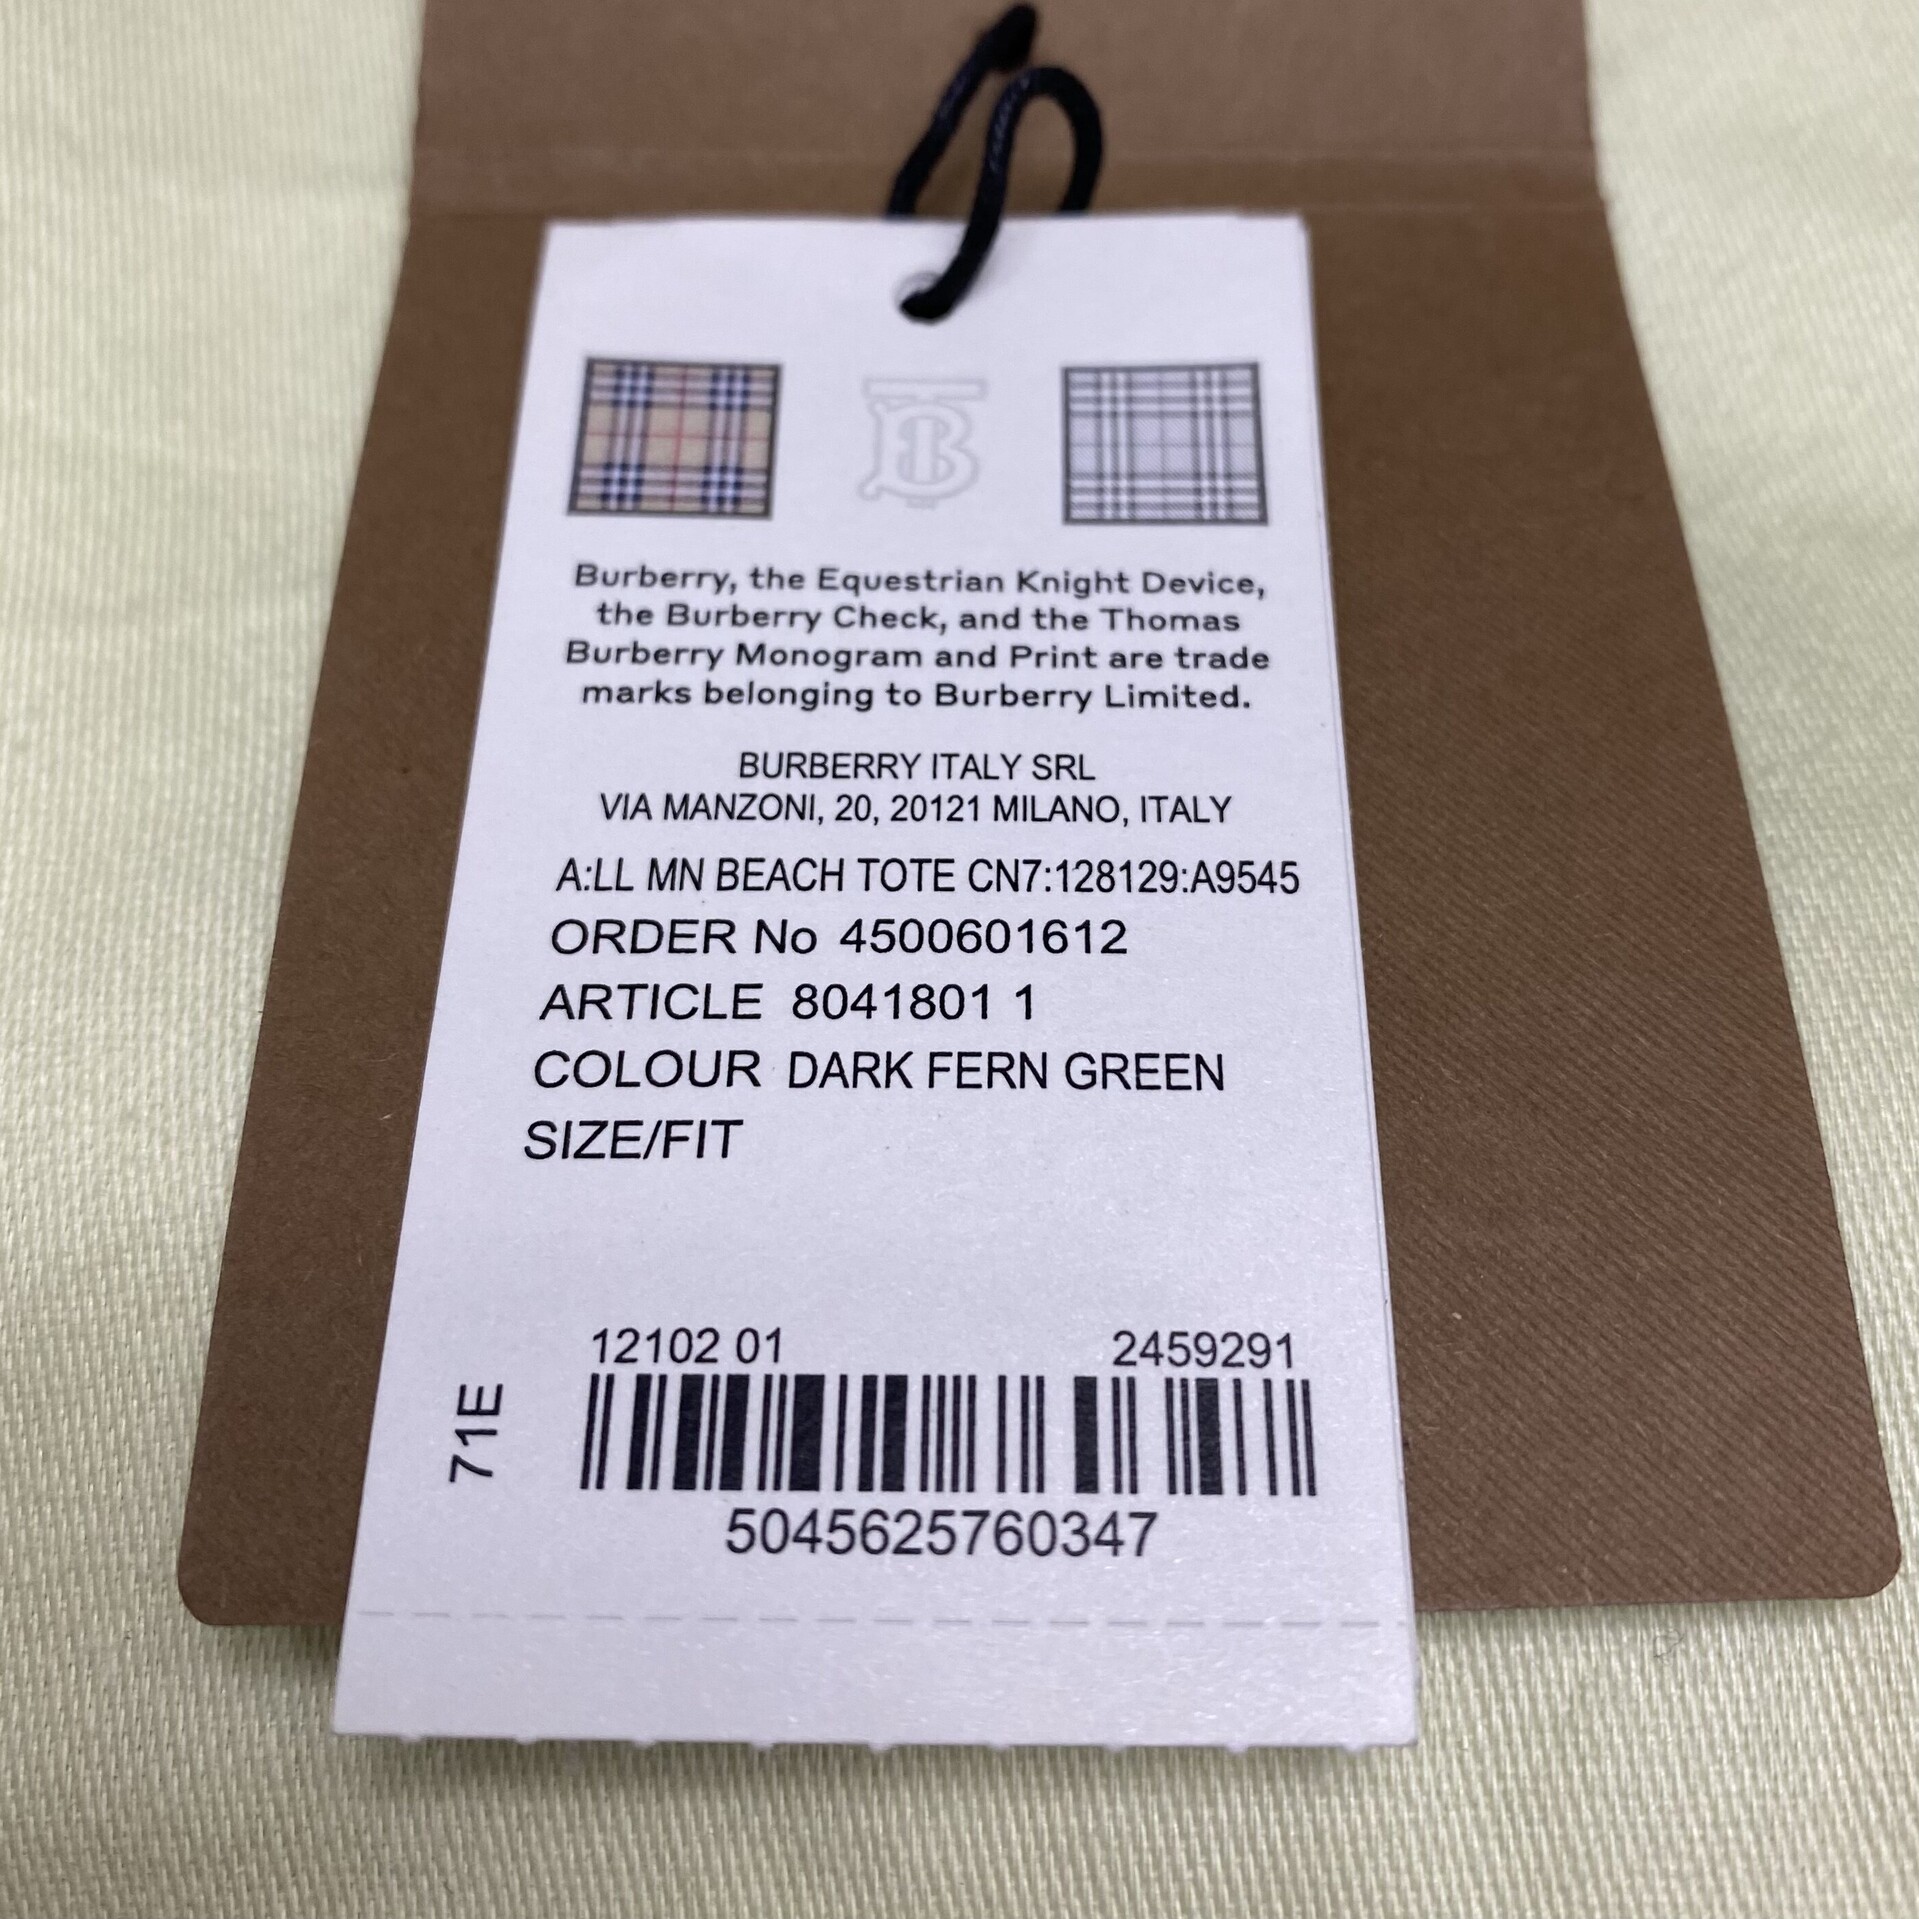 Burberry, the Equestrian Knight Device,
the Burberry Check, and the Thomas
Burberry Monogram and Print are trade
marks belonging to Burberry Limited.
BURBERRY ITALY SRL
VIA MANZONI, 20, 20121 MILANO, ITALY
A:LL MN BEACH TOTE CN7:128129:A9545
ORDER No 4500601612
ARTICLE 8041801 1
COLOUR DARK FERN GREEN
SIZE/FIT
12102 01 2459291
71E
5045625760347